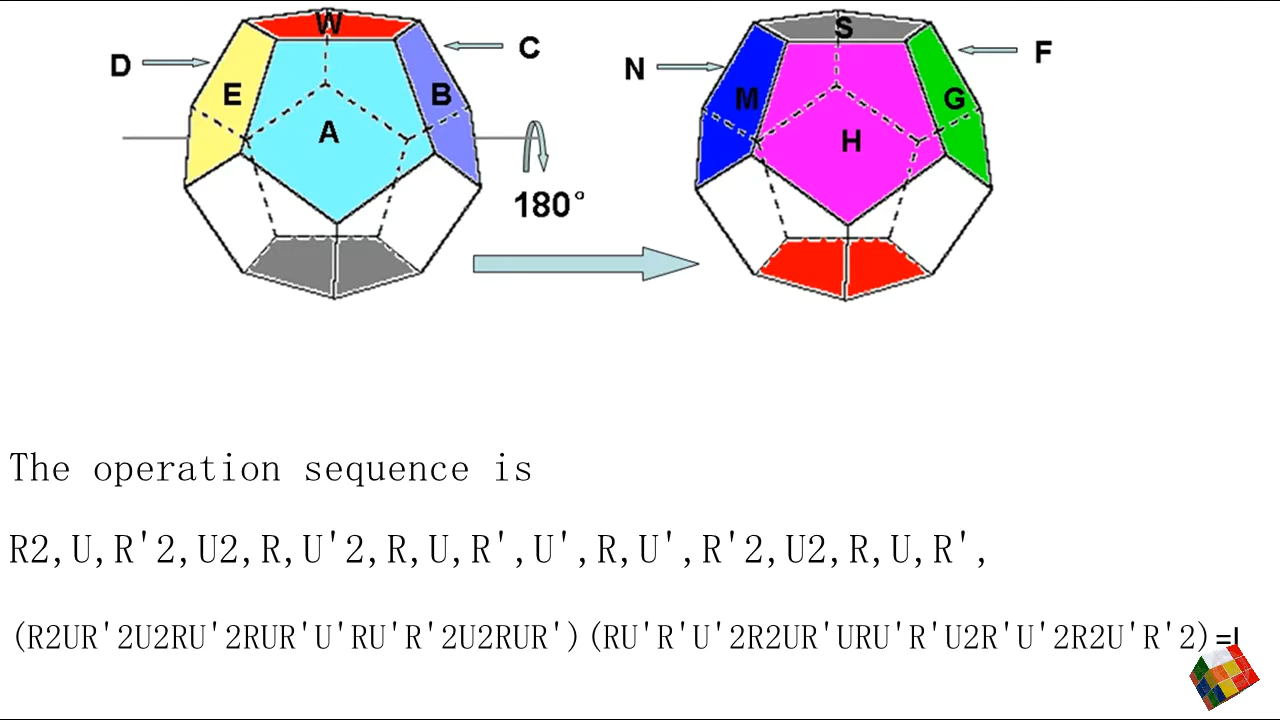 W
S
D
C
N
F
E
B
M
G
A
H
180°
The operation sequence is
R2,U,R'2,U2,R,U'2,R,U,R',U',R,U',R'2,U2,R,U,R',
(R2UR'2U2RU'2RUR'U'RU'R'2U2RUR')(RU'R'U'2R2UR'URU'R'U2R'U'2R2U'R'2)=I